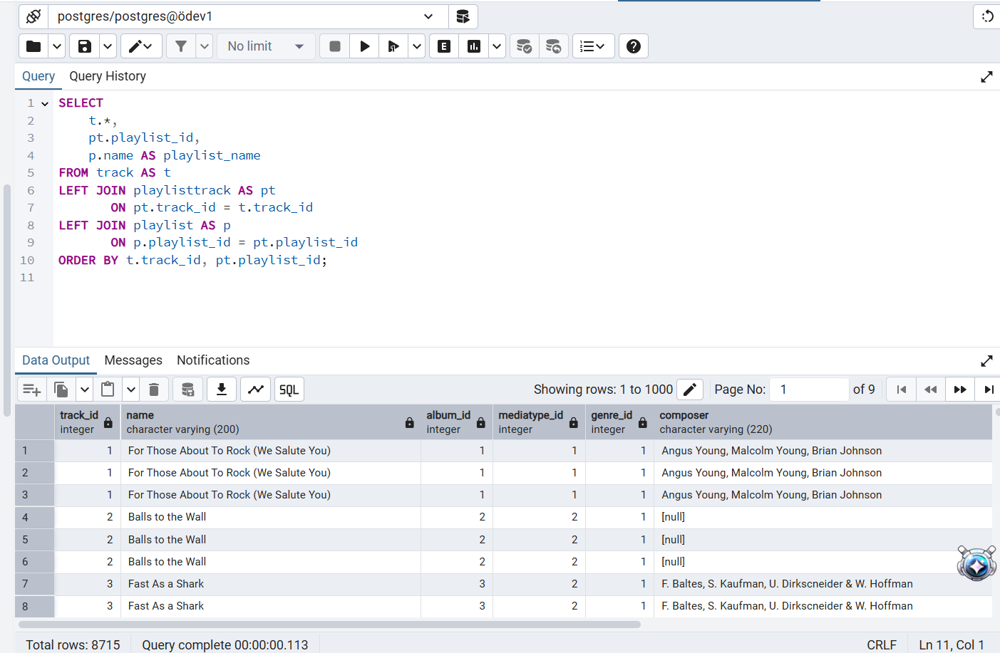 postgres/postgres@ödev1
No limit
E
Query Query History
1 SELECT
2 t.*,
3 pt.playlist_id,
4 p.name AS playlist_name
5 FROM track AS t
6 LEFT JOIN playlisttrack AS pt
7 ON pt.track_id = t.track_id
8 LEFT JOIN playlist AS p
9 ON p.playlist_id = pt.playlist_id
10 ORDER BY t.track_id, pt.playlist_id;
11
Data Output Messages Notifications
SQL Showing rows: 1 to 1000 Page No: 1 of 9
track_id name album_id mediatype_id genre_id composer
integer character varying (200) integer integer integer character varying (220)
1 1 For Those About To Rock (We Salute You) 1 1 1 Angus Young, Malcolm Young, Brian Johnson
2 1 For Those About To Rock (We Salute You) 1 1 1 Angus Young, Malcolm Young, Brian Johnson
3 1 For Those About To Rock (We Salute You) 1 1 1 Angus Young, Malcolm Young, Brian Johnson
4 2 Balls to the Wall 2 2 1 [null]
5 2 Balls to the Wall 2 2 1 [null]
6 2 Balls to the Wall 2 2 1 [null]
7 3 Fast As a Shark 3 2 1 F. Baltes, S. Kaufman, U. Dirkscneider & W. Hoffman
8 3 Fast As a Shark 3 2 1 F. Baltes, S. Kaufman, U. Dirkscneider & W. Hoffman
Total rows: 8715 Query complete 00:00:00.113 CRLF Ln 11, Col 1